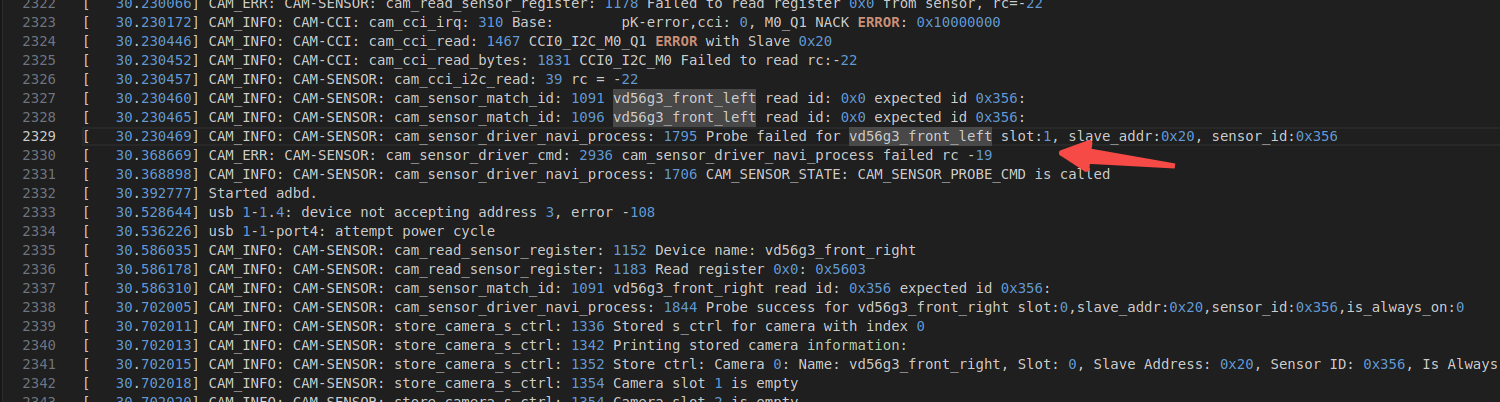 2322 [ 30.230066] CAM_ERR: CAM-SENSOR: cam_read_sensor_register: 1178 Failed to read register 0x0 from sensor, rc=-22
2323 [ 30.230172] CAM_INFO: CAM-CCI: cam_cci_irq: 310 Base: pK-error,cci: 0, M0_Q1 NACK ERROR: 0x10000000
2324 [ 30.230446] CAM_INFO: CAM-CCI: cam_cci_read: 1467 CCI0_I2C_M0_Q1 ERROR with Slave 0x20
2325 [ 30.230452] CAM_INFO: CAM-CCI: cam_cci_read_bytes: 1831 CCI0_I2C_M0 Failed to read rc:-22
2326 [ 30.230457] CAM_INFO: CAM-SENSOR: cam_cci_i2c_read: 39 rc = -22
2327 [ 30.230460] CAM_INFO: CAM-SENSOR: cam_sensor_match_id: 1091 vd56g3_front_left read id: 0x0 expected id 0x356:
2328 [ 30.230465] CAM_INFO: CAM-SENSOR: cam_sensor_match_id: 1096 vd56g3_front_left read id: 0x0 expected id 0x356:
2329 [ 30.230469] CAM_INFO: CAM-SENSOR: cam_sensor_driver_navi_process: 1795 Probe failed for vd56g3_front_left slot:1, slave_addr:0x20, sensor_id:0x356
2330 [ 30.368669] CAM_ERR: CAM-SENSOR: cam_sensor_driver_cmd: 2936 cam_sensor_driver_navi_process failed rc -19
2331 [ 30.368898] CAM_INFO: CAM-SENSOR: cam_sensor_driver_navi_process: 1706 CAM_SENSOR_STATE: CAM_SENSOR_PROBE_CMD is called
2332 [ 30.392777] Started adbd.
2333 [ 30.528644] usb 1-1.4: device not accepting address 3, error -108
2334 [ 30.536226] usb 1-1-port4: attempt power cycle
2335 [ 30.586035] CAM_INFO: CAM-SENSOR: cam_read_sensor_register: 1152 Device name: vd56g3_front_right
2336 [ 30.586178] CAM_INFO: CAM-SENSOR: cam_read_sensor_register: 1183 Read register 0x0: 0x5603
2337 [ 30.586310] CAM_INFO: CAM-SENSOR: cam_sensor_match_id: 1091 vd56g3_front_right read id: 0x356 expected id 0x356:
2338 [ 30.702005] CAM_INFO: CAM-SENSOR: cam_sensor_driver_navi_process: 1844 Probe success for vd56g3_front_right slot:0,slave_addr:0x20,sensor_id:0x356,is_always_on:0
2339 [ 30.702011] CAM_INFO: CAM-SENSOR: store_camera_s_ctrl: 1336 Stored s_ctrl for camera with index 0
2340 [ 30.702013] CAM_INFO: CAM-SENSOR: store_camera_s_ctrl: 1342 Printing stored camera information:
2341 [ 30.702015] CAM_INFO: CAM-SENSOR: store_camera_s_ctrl: 1352 Store ctrl: Camera 0: Name: vd56g3_front_right, Slot: 0, Slave Address: 0x20, Sensor ID: 0x356, Is Always
2342 [ 30.702018] CAM_INFO: CAM-SENSOR: store_camera_s_ctrl: 1354 Camera slot 1 is empty
2343 [ 30.702020] CAM_INFO: CAM-SENSOR: store_camera_s_ctrl: 1354 Camera slot 2 is empty